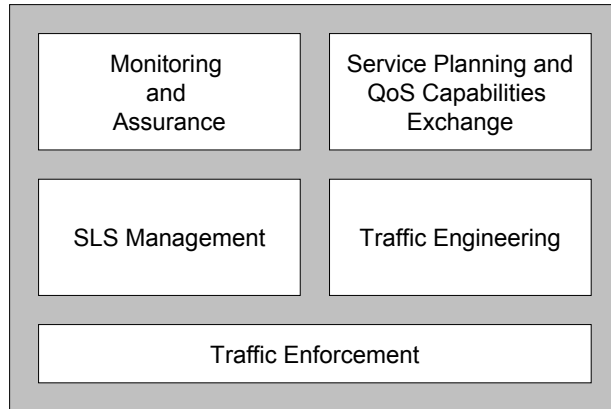 Monitoring
and
Assurance
Service Planning and
QoS Capabilities
Exchange
SLS Management
Traffic Engineering
Traffic Enforcement